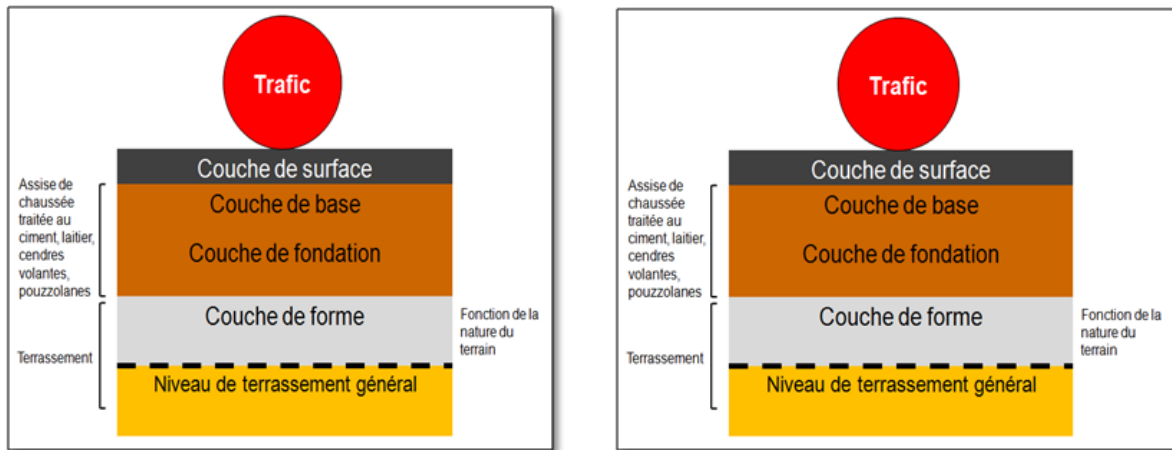 Trafic
Couche de surface
Assise de
chaussée
traitée au
ciment, laitier,
cendres
volantes,
pouzzolanes
Couche de base
Couche de fondation
Couche de forme
Fonction de la
nature du
terrain
Terrassement
Niveau de terrassement général
Trafic
Couche de surface
Assise de
chaussée
traitée au
ciment, laitier,
cendres
volantes,
pouzzolanes
Couche de base
Couche de fondation
Couche de forme
Fonction de la
nature du
terrain
Terrassement
Niveau de terrassement général